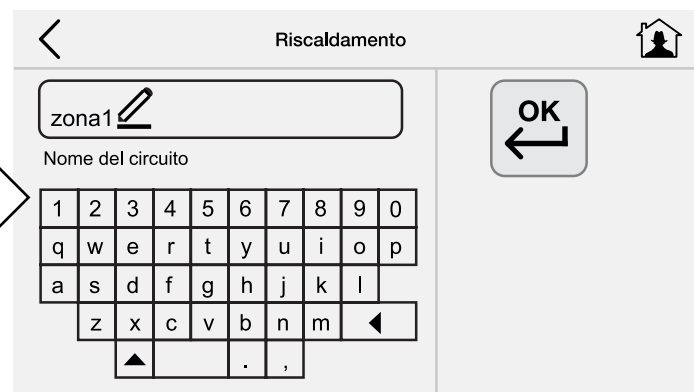 Riscaldamento
zona1
OK
Nome del circuito
1 2 3 4 5 6 7 8 9 0
q w e r t y u i o p
a s d f g h j k l
z x c v b n m
. ,